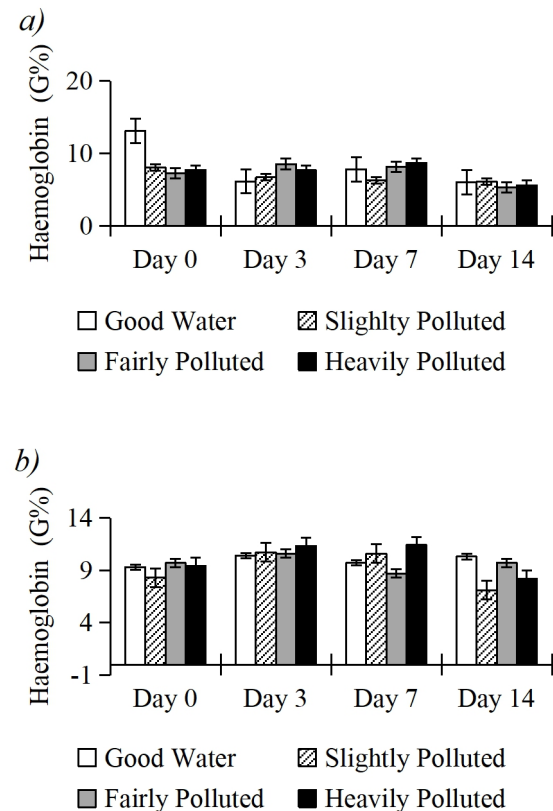 a)
Haemoglobin (G%)
20
10
0
Day 0 Day 3 Day 7 Day 14
Good Water Slighlty Polluted
Fairly Polluted Heavily Polluted
b)
Haemoglobin (G%)
14
9
4
-1
Day 0 Day 3 Day 7 Day 14
Good Water Slightly Polluted
Fairly Polluted Heavily Polluted